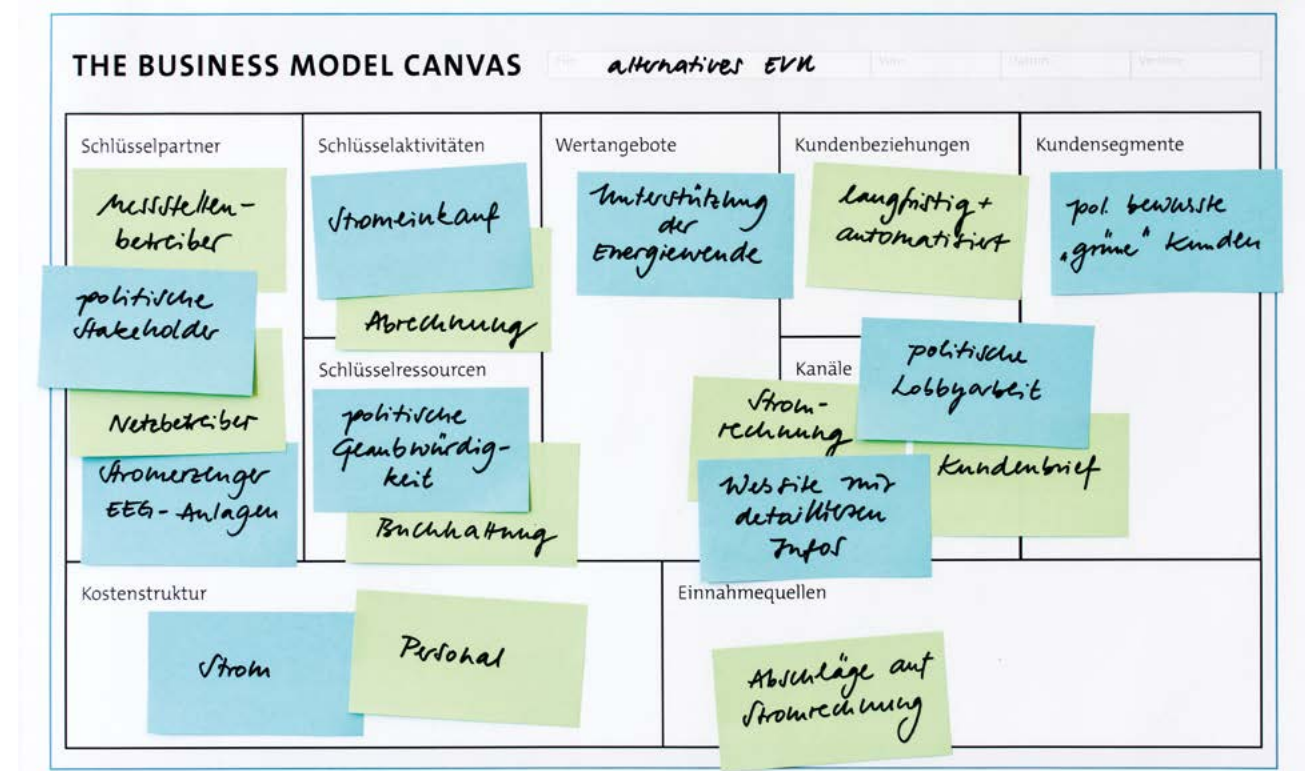 THE BUSINESS MODEL CANVAS
alternatives EVU
Datum
Schlüsselpartner
Messstellen-
betreiber
politische
Stakeholder
Netzbetreiber
Stromerzeuger
EEG-Anlagen
Schlüsselaktivitäten
Stromeinkauf
Abrechnung
Schlüsselressourcen
politische
Geaubwürdig-
keit
Buchhaltung
Wertangebote
Unterstützung
der
Energiewende
Kundenbeziehungen
langfristig +
automatisiert
Kanäle
politische
Lobbyarbeit
Strom-
rechnung
Kundenbrief
Website mit
detaillierten
Infos
Kundensegmente
pol. bewusste
„grüne" Kunden
Kostenstruktur
Strom
Personal
Einnahmequellen
Abschläge auf
Stromrechnung